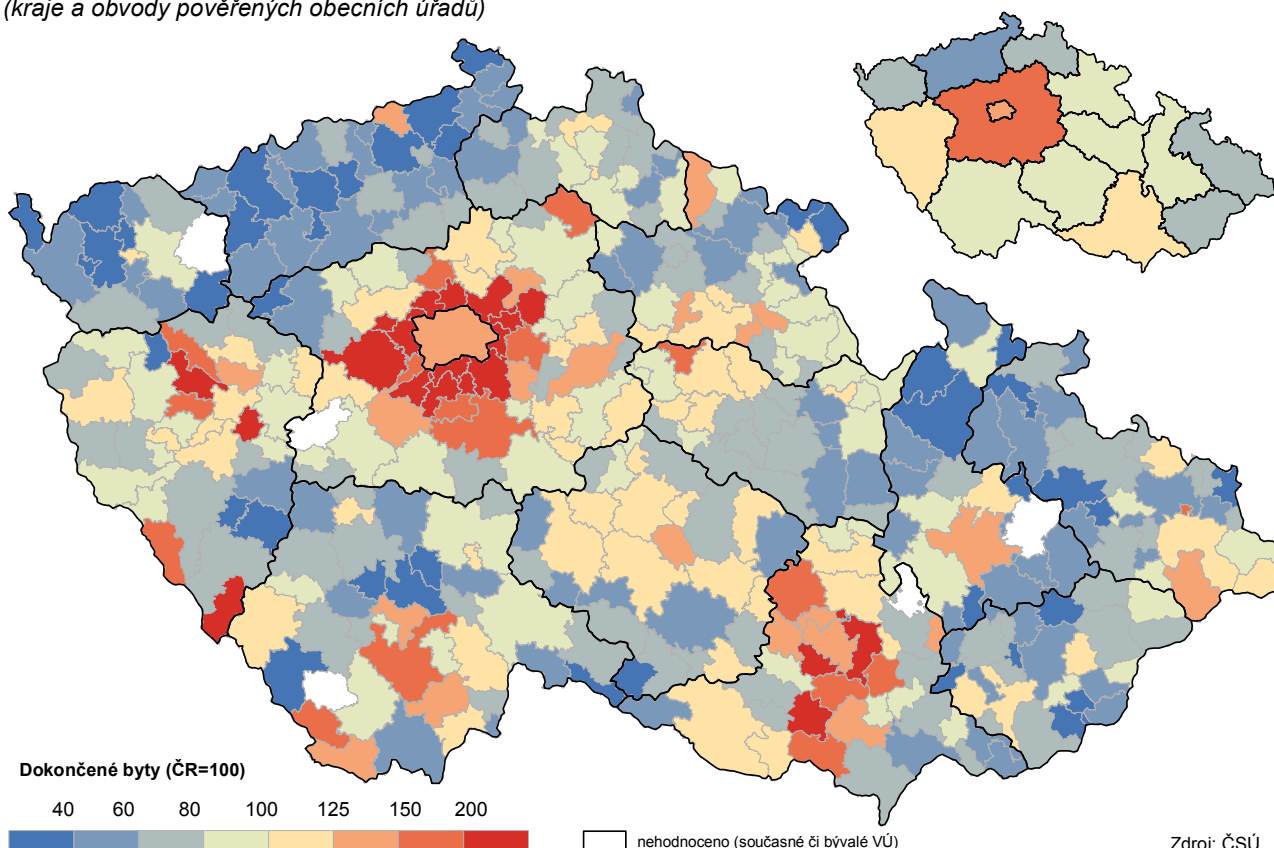 (kraje a obvody pověřených obecních úřadů)
Dokončené byty (ČR=100)
40 60 80 100 125 150 200
nehodnoceno (současné či bývalé VÚ)
Zdroj: ČSÚ